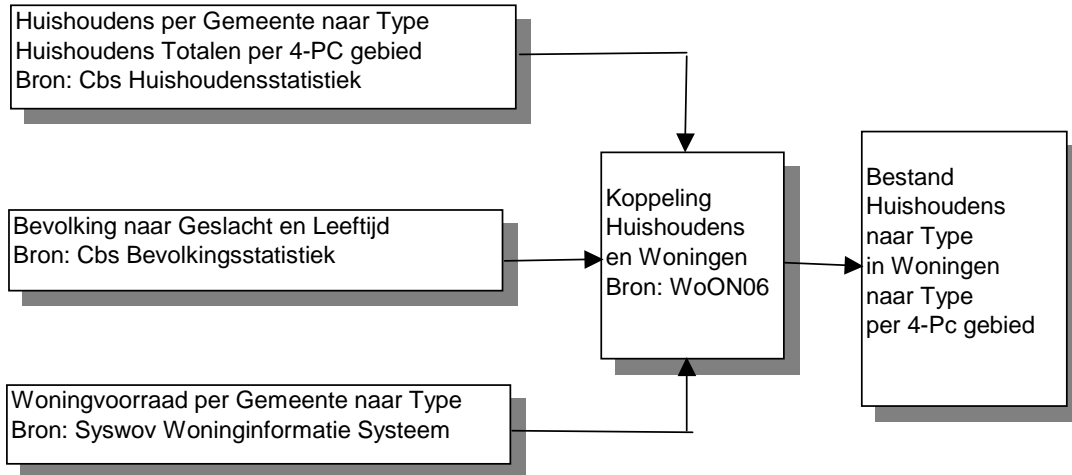 Huishoudens per Gemeente naar Type
Huishoudens Totalen per 4-PC gebied
Bron: Cbs Huishoudensstatistiek
Bevolking naar Geslacht en Leeftijd
Bron: Cbs Bevolkingsstatistiek
Woningvoorraad per Gemeente naar Type
Bron: Syswov Woninginformatie Systeem
Koppeling
Huishoudens
en Woningen
Bron: WoON06
Bestand
Huishoudens
naar Type
in Woningen
naar Type
per 4-Pc gebied